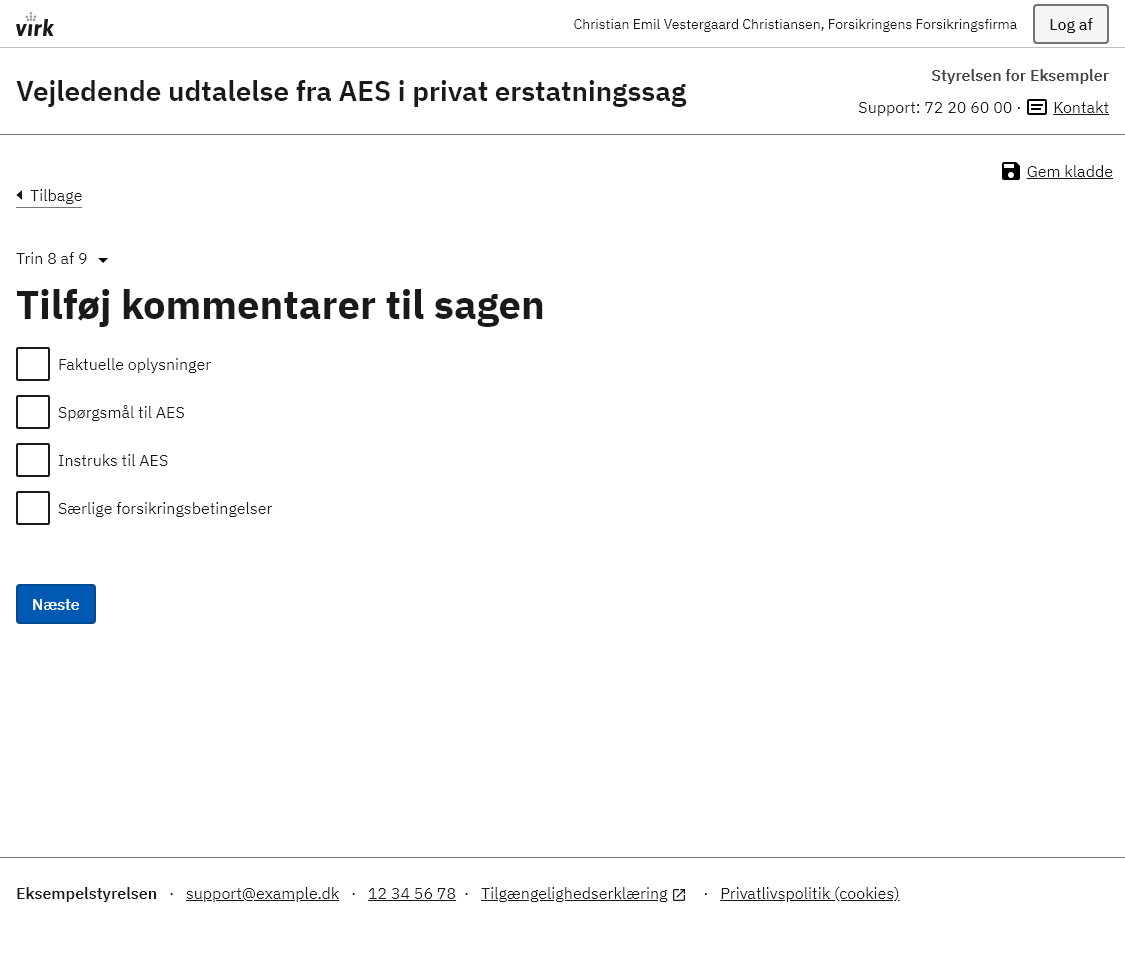 virk
Christian Emil Vestergaard Christiansen, Forsikringens Forsikringsfirma
Log af
Vejledende udtalelse fra AES i privat erstatningssag
Styrelsen for Eksempler
Support: 72 20 60 00 · Kontakt
Gem kladde
Tilbage
Trin 8 af 9
Tilføj kommentarer til sagen
Faktuelle oplysninger
Spørgsmål til AES
Instruks til AES
Særlige forsikringsbetingelser
Næste
Eksempelstyrelsen · support@example.dk · 12 34 56 78 · Tilgængelighedserklæring · Privatlivspolitik (cookies)